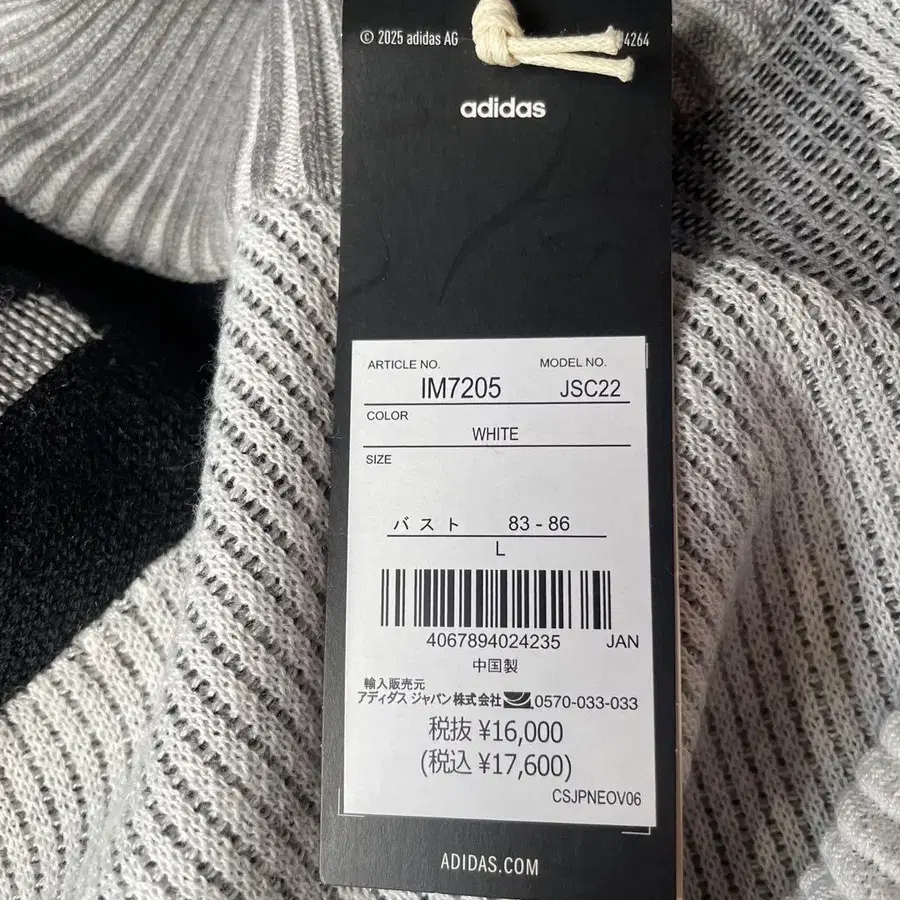 © 2025 adidas AG
4264
adidas
ARTICLE NO. MODEL NO.
IM7205 JSC22
COLOR
WHITE
SIZE
バスト 83 - 86
L
4067894024235 JAN
中国製
輸入販売元
アディダス ジャパン株式会社 0570-033-033
税抜 ¥16,000
(税込 ¥17,600)
CSJPNEOV06
ADIDAS.COM